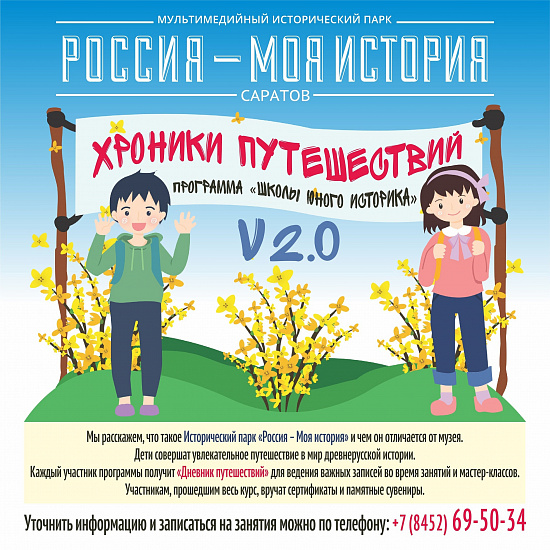 МУЛЬТИМЕДИЙНЫЙ ИСТОРИЧЕСКИЙ ПАРК
РОССИЯ – МОЯ ИСТОРИЯ
САРАТОВ
ХРОНИКИ ПУТЕШЕСТВИЙ
ПРОГРАММА «ШКОЛЫ ЮНОГО ИСТОРИКА»
V 2.0
Мы расскажем, что такое Исторический парк «Россия – Моя история» и чем он отличается от музея.
Дети совершат увлекательное путешествие в мир древнерусской истории.
Каждый участник программы получит «Дневник путешествий» для ведения важных записей во время занятий и мастер-классов.
Участникам, прошедшим весь курс, вручат сертификаты и памятные сувениры.
Уточнить информацию и записаться на занятия можно по телефону: +7 (8452) 69-50-34